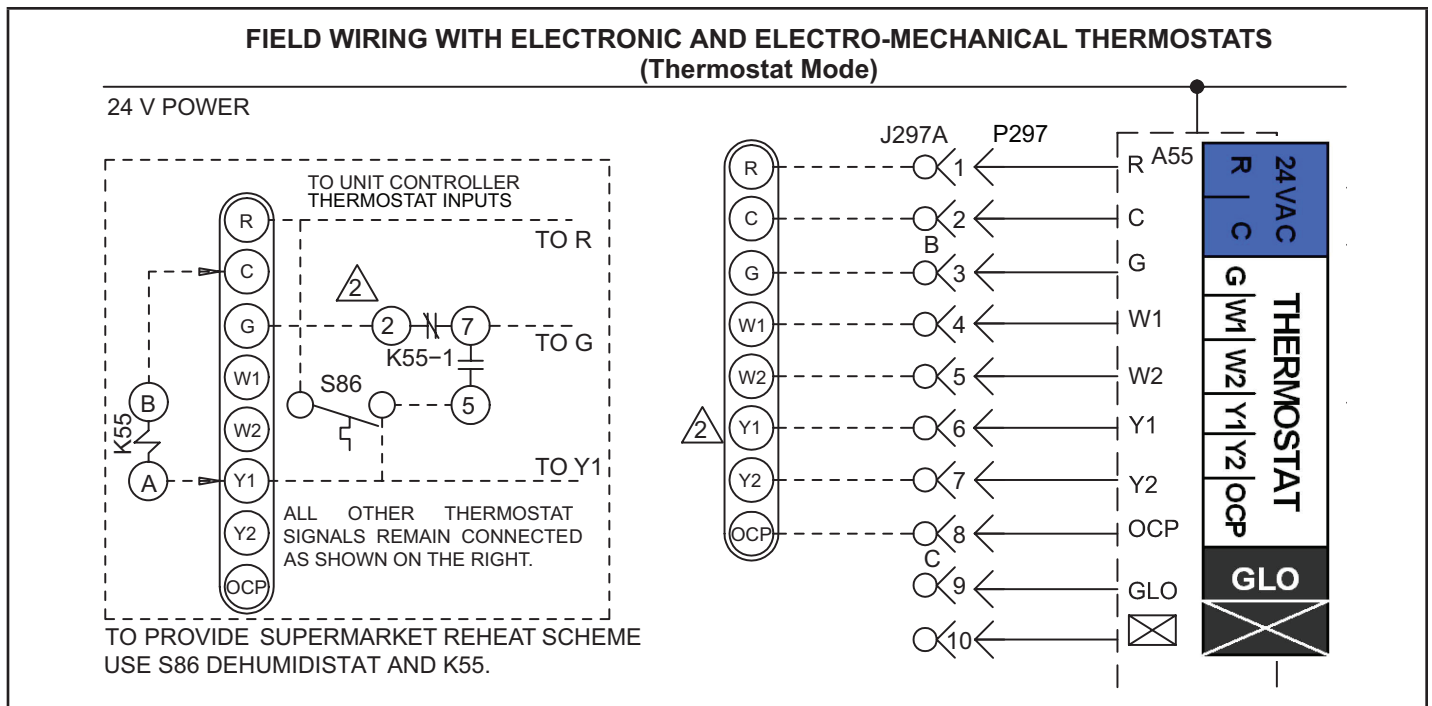 FIELD WIRING WITH ELECTRONIC AND ELECTRO-MECHANICAL THERMOSTATS
(Thermostat Mode)
24 V POWER
TO UNIT CONTROLLER
THERMOSTAT INPUTS
R
TO R
C
2
G
2
7
TO G
K55−1
W1
S86
5
B
K55
A
W2
Y1
TO Y1
ALL OTHER THERMOSTAT
SIGNALS REMAIN CONNECTED
AS SHOWN ON THE RIGHT.
Y2
OCP
TO PROVIDE SUPERMARKET REHEAT SCHEME
USE S86 DEHUMIDISTAT AND K55.
J297A P297
A55
R 1 R
C 2 C
B
G 3 G
W1 4 W1
W2 5 W2
2
Y1 6 Y1
Y2 7 Y2
OCP 8 OCP
C
9 GLO
10
24VAC
R C
THERMOSTAT
G W1 W2 Y1 Y2 OCP
GLO